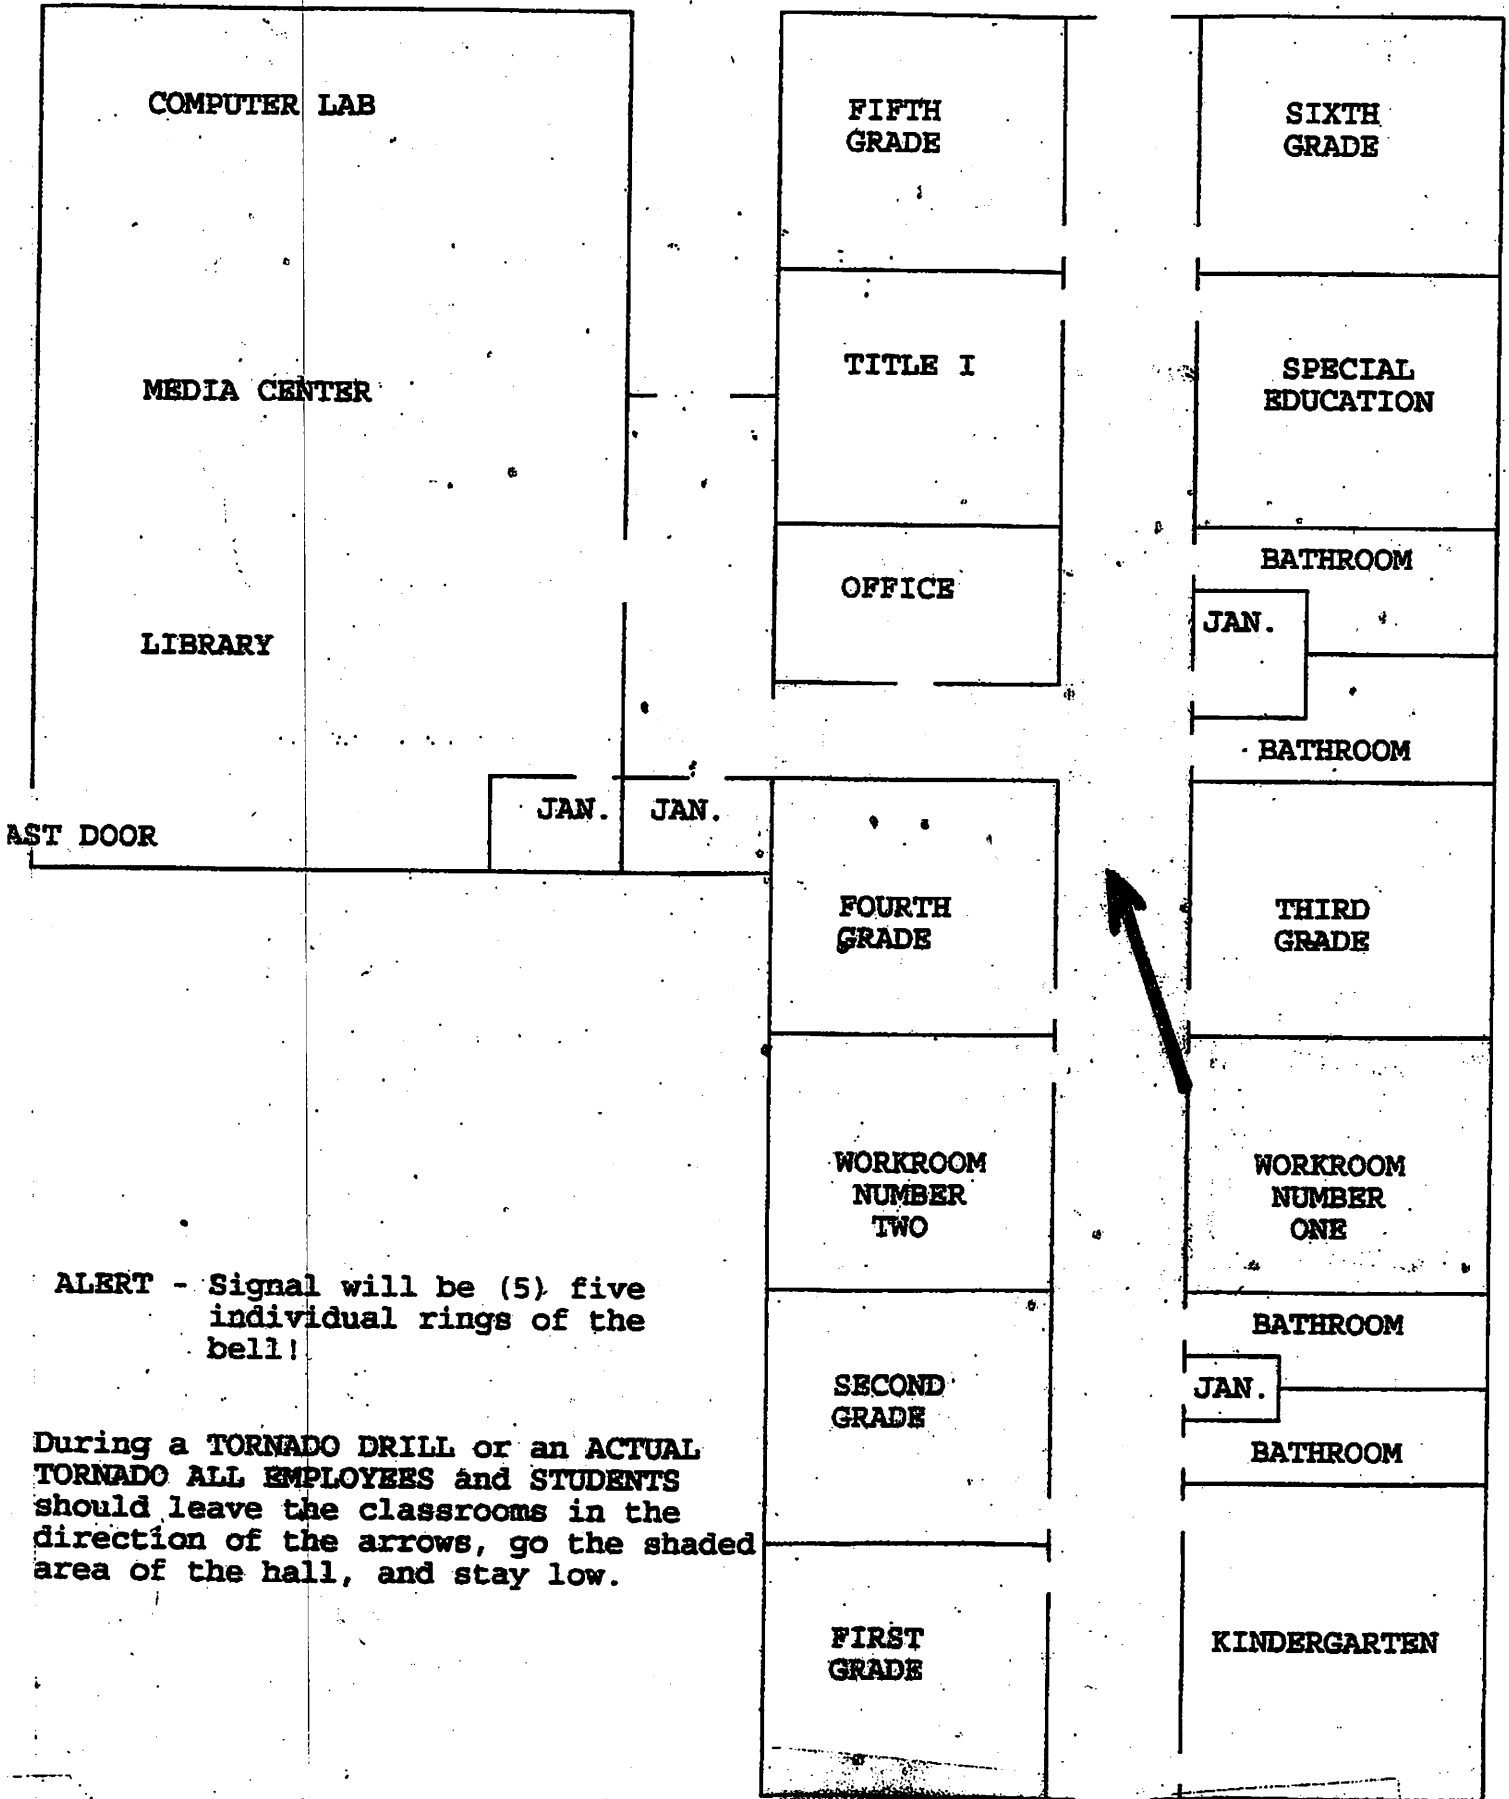 COMPUTER LAB
FIFTH
GRADE
SIXTH
GRADE
MEDIA CENTER
TITLE I
SPECIAL
EDUCATION
LIBRARY
OFFICE
BATHROOM
JAN.
BATHROOM
JAN.
JAN.
AST DOOR
FOURTH
GRADE
THIRD
GRADE
WORKROOM
NUMBER
TWO
WORKROOM
NUMBER
ONE
ALERT - Signal will be (5) five
individual rings of the
bell!
BATHROOM
JAN.
BATHROOM
SECOND
GRADE
During a TORNADO DRILL or an ACTUAL
TORNADO ALL EMPLOYEES and STUDENTS
should leave the classrooms in the
direction of the arrows, go the shaded
area of the hall, and stay low.
FIRST
GRADE
KINDERGARTEN